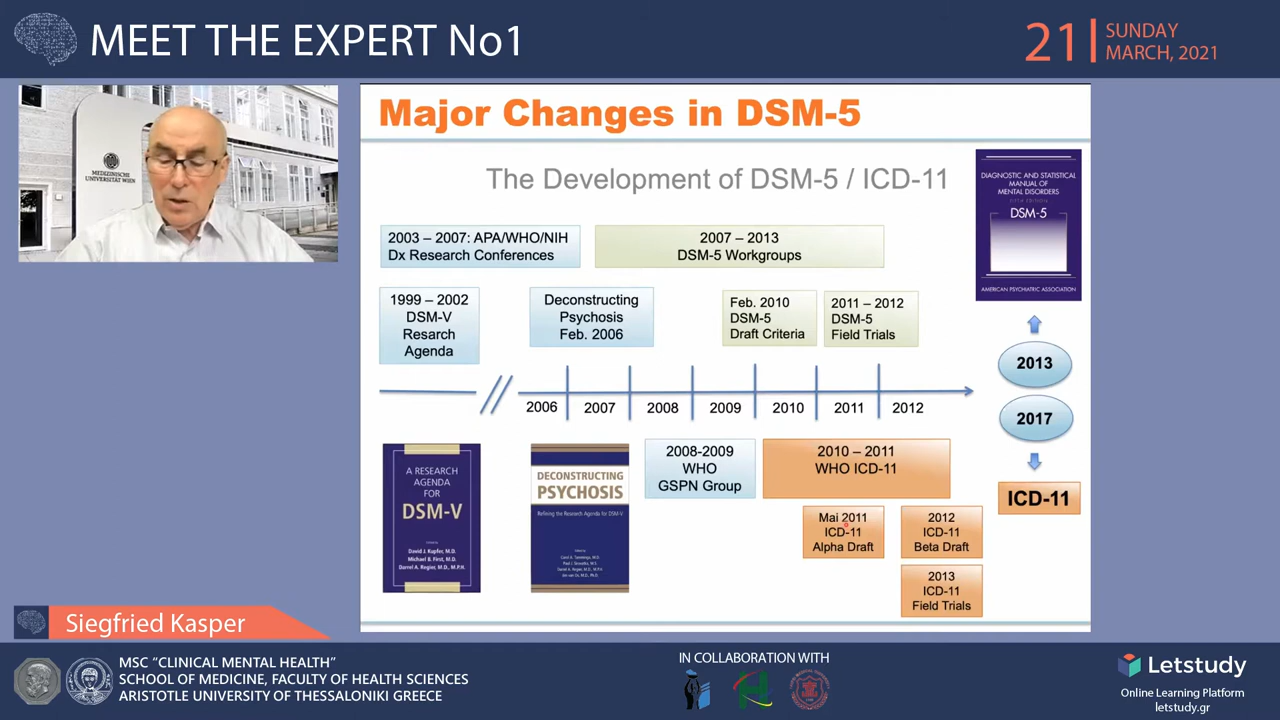 MEET THE EXPERT No1
21
SUNDAY
MARCH, 2021
MEDIZINISCHE
UNIVERSITÄT WIEN
Major Changes in DSM-5
The Development of DSM-5 / ICD-11
DIAGNOSTIC AND STATISTICAL
MANUAL OF
MENTAL DISORDERS
FIFTH EDITION
DSM-5
AMERICAN PSYCHIATRIC ASSOCIATION
2003 – 2007: APA/WHO/NIH
Dx Research Conferences
2007 – 2013
DSM-5 Workgroups
1999 – 2002
DSM-V
Resarch
Agenda
Deconstructing
Psychosis
Feb. 2006
Feb. 2010
DSM-5
Draft Criteria
2011 – 2012
DSM-5
Field Trials
2013
2006
2007
2008
2009
2010
2011
2012
2017
A RESEARCH
AGENDA
FOR
DSM-V
David J. Kupfer, M.D.
Michael B. First, M.D.
Darrel A. Regier, M.D., M.P.H.
DECONSTRUCTING
PSYCHOSIS
Refining the Research Agenda for DSM-V
2008-2009
WHO
GSPN Group
2010 – 2011
WHO ICD-11
ICD-11
Mai 2011
ICD-11
Alpha Draft
2012
ICD-11
Beta Draft
2013
ICD-11
Field Trials
Siegfried Kasper
MSC “CLINICAL MENTAL HEALTH”
SCHOOL OF MEDICINE, FACULTY OF HEALTH SCIENCES
ARISTOTLE UNIVERSITY OF THESSALONIKI GREECE
IN COLLABORATION WITH
Letstudy
Online Learning Platform
letstudy.gr